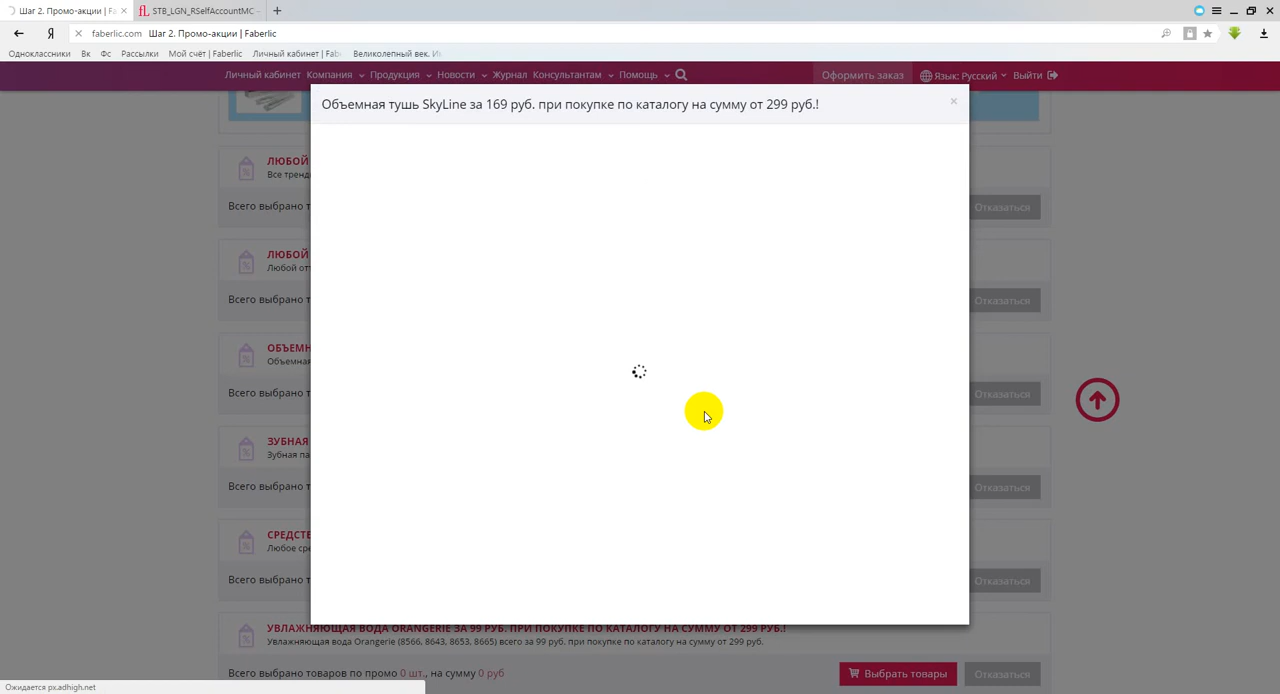 Шаг 2. Промо-акции | Fa
STB_LGN_RSelfAccountMC -
faberlic.com Шаг 2. Промо-акции | Faberlic
Одноклассники Вк Фс Рассылки Мой счёт | Faberlic Личный кабинет | Fab Великолепный век. И
Личный кабинет Компания Продукция Новости Журнал Консультантам Помощь Оформить заказ Язык: Русский Выйти
Объемная тушь SkyLine за 169 руб. при покупке по каталогу на сумму от 299 руб.! ×
ЛЮБОЙ
Все тренд
Всего выбрано т Отказаться
ЛЮБОЙ
Любой от
Всего выбрано т Отказаться
ОБЪЕМН
Объемная
Всего выбрано т Отказаться
ЗУБНАЯ
Зубная па
Всего выбрано т Отказаться
СРЕДСТЕ
Любое сре
Всего выбрано т Отказаться
УВЛАЖНЯЮЩАЯ ВОДА ORANGERIE ЗА 99 РУБ. ПРИ ПОКУПКЕ ПО КАТАЛОГУ НА СУММУ ОТ 299 РУБ.!
Увлажняющая вода Orangerie (8566, 8643, 8653, 8665) всего за 99 руб. при покупке по каталогу на сумму от 299 руб.
Всего выбрано товаров по промо 0 шт., на сумму 0 руб Выбрать товары Отказаться
Ожидается px.adhigh.net